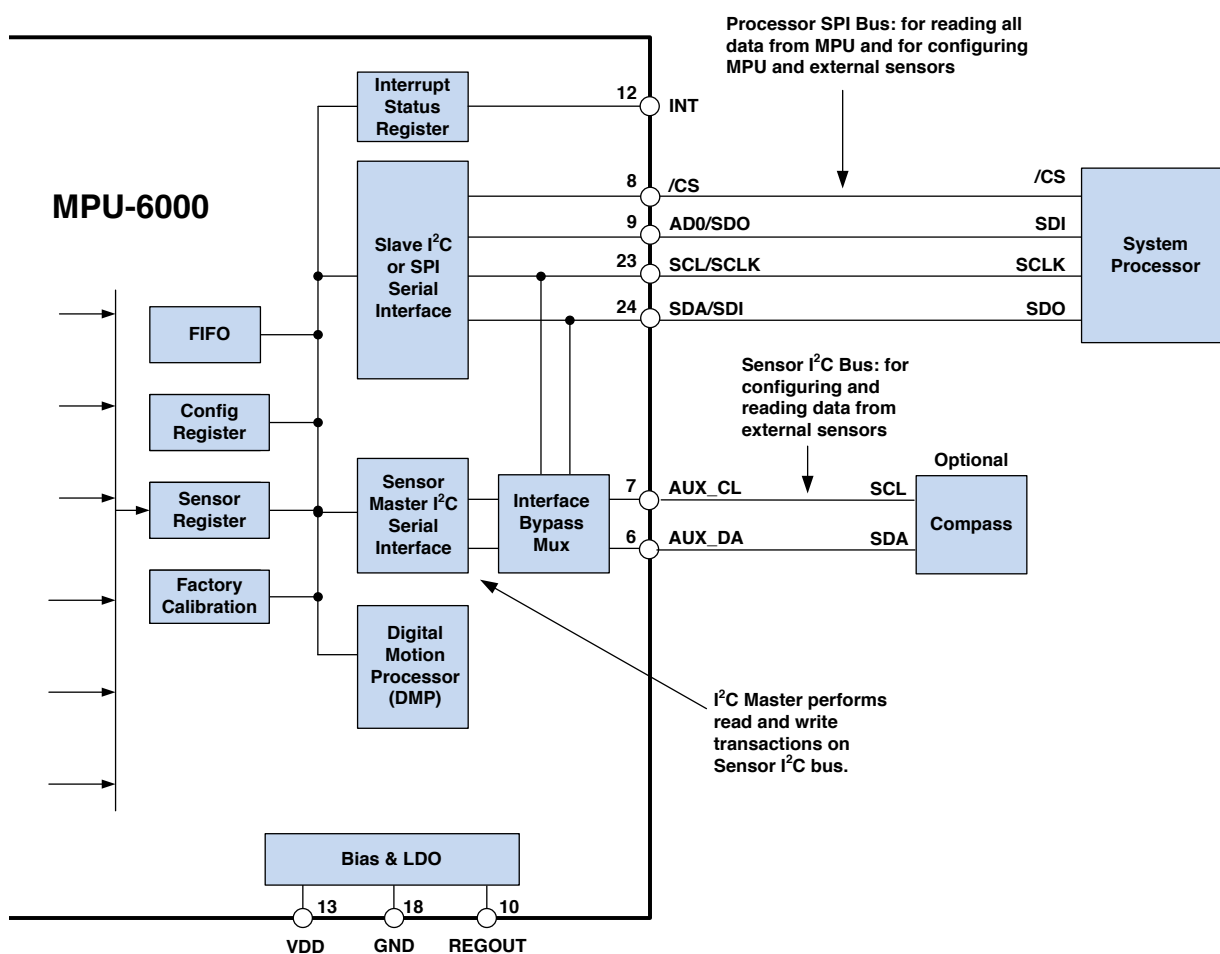 Processor SPI Bus: for reading all
data from MPU and for configuring
MPU and external sensors
MPU-6000
Interrupt
Status
Register
12
INT
Slave I²C
or SPI
Serial
Interface
8
/CS
/CS
9
AD0/SDO
SDI
23
SCL/SCLK
SCLK
24
SDA/SDI
SDO
System
Processor
FIFO
Config
Register
Sensor
Register
Factory
Calibration
Sensor
Master I²C
Serial
Interface
Interface
Bypass
Mux
Digital
Motion
Processor
(DMP)
Sensor I²C Bus: for
configuring and
reading data from
external sensors
7
AUX_CL
SCL
6
AUX_DA
SDA
Optional
Compass
I²C Master performs
read and write
transactions on
Sensor I²C bus.
Bias & LDO
13
18
10
VDD
GND
REGOUT